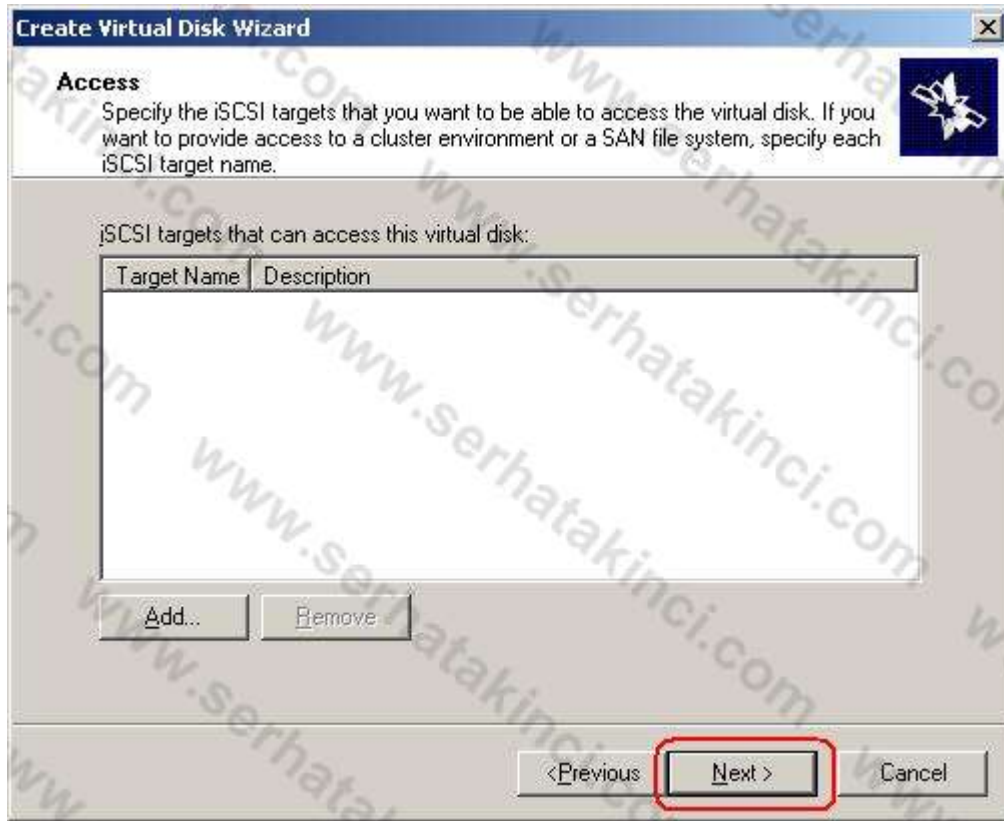 Create Virtual Disk Wizard
Access
Specify the iSCSI targets that you want to be able to access the virtual disk. If you
want to provide access to a cluster environment or a SAN file system, specify each
iSCSI target name.
iSCSI targets that can access this virtual disk:
Target Name Description
Add... Remove
<Previous Next > Cancel
www.serhatakinci.com